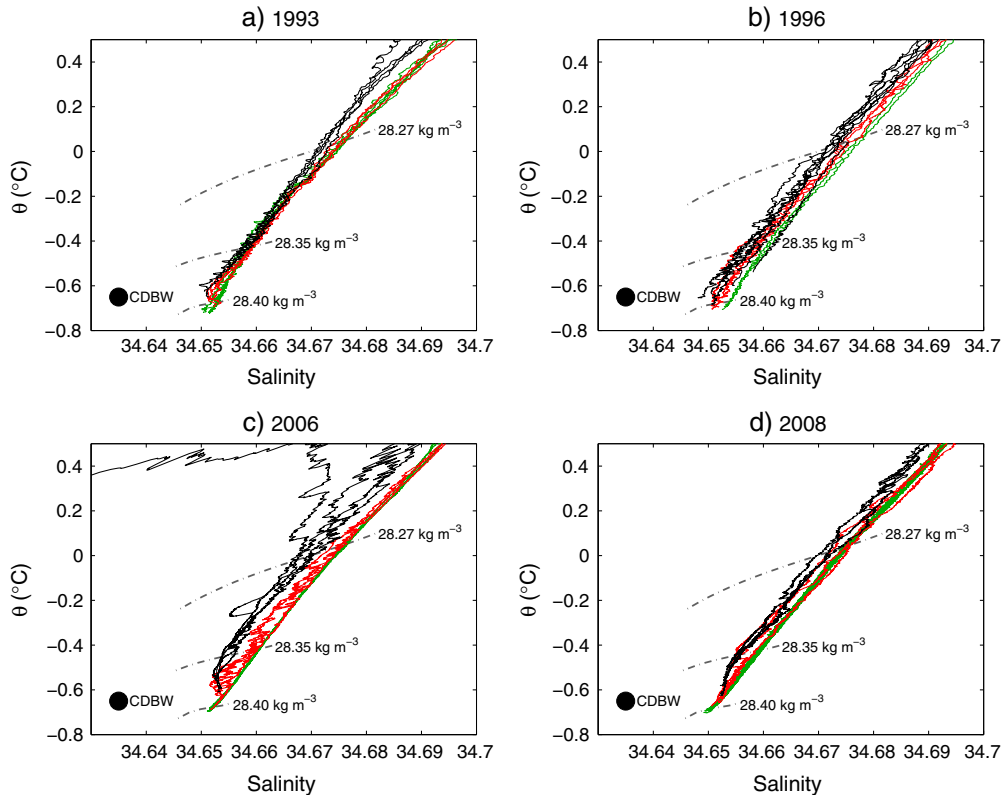 a) 1993
0.4
0.2
0
−0.2
−0.4
−0.6
−0.8
θ (°C)
28.27 kg m⁻³
28.35 kg m⁻³
28.40 kg m⁻³
CDBW
34.64 34.65 34.66 34.67 34.68 34.69 34.7
Salinity
b) 1996
0.4
0.2
0
−0.2
−0.4
−0.6
−0.8
θ (°C)
28.27 kg m⁻³
28.35 kg m⁻³
28.40 kg m⁻³
CDBW
34.64 34.65 34.66 34.67 34.68 34.69 34.7
Salinity
c) 2006
0.4
0.2
0
−0.2
−0.4
−0.6
−0.8
θ (°C)
28.27 kg m⁻³
28.35 kg m⁻³
28.40 kg m⁻³
CDBW
34.64 34.65 34.66 34.67 34.68 34.69 34.7
Salinity
d) 2008
0.4
0.2
0
−0.2
−0.4
−0.6
−0.8
θ (°C)
28.27 kg m⁻³
28.35 kg m⁻³
28.40 kg m⁻³
CDBW
34.64 34.65 34.66 34.67 34.68 34.69 34.7
Salinity